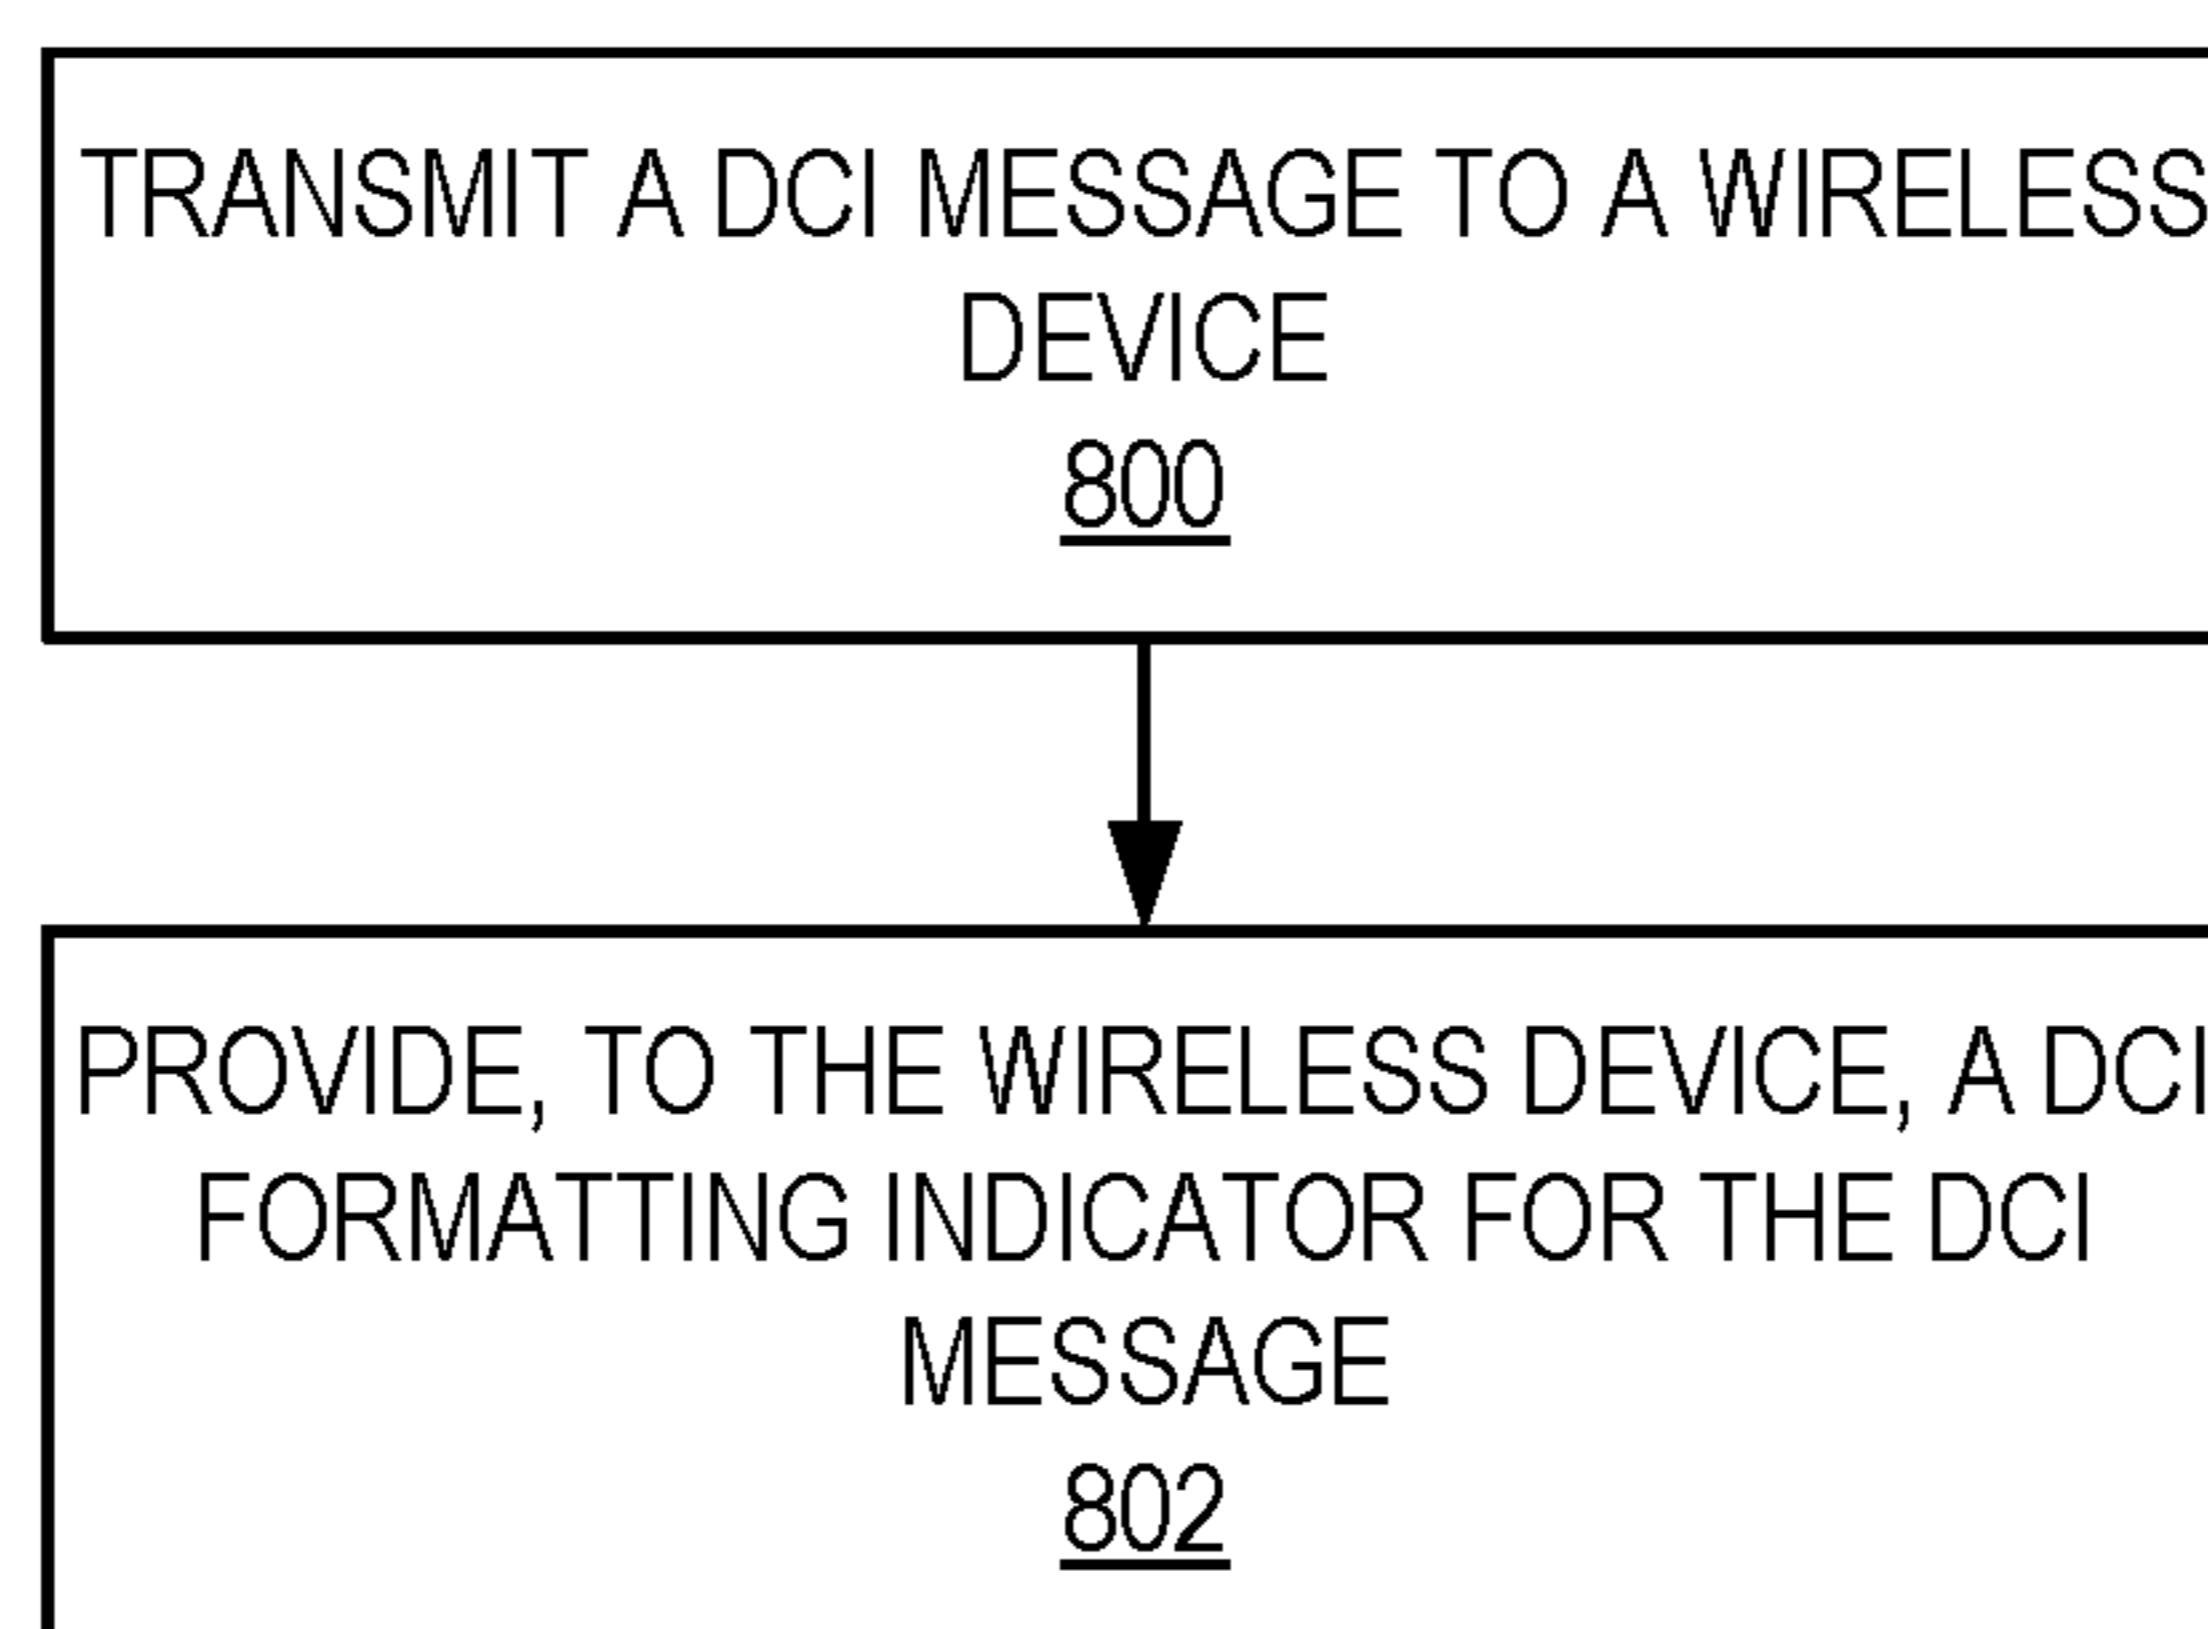 TRANSMIT A DCI MESSAGE TO A WIRELESS
DEVICE
800
PROVIDE, TO THE WIRELESS DEVICE, A DCI
FORMATTING INDICATOR FOR THE DCI
MESSAGE
802